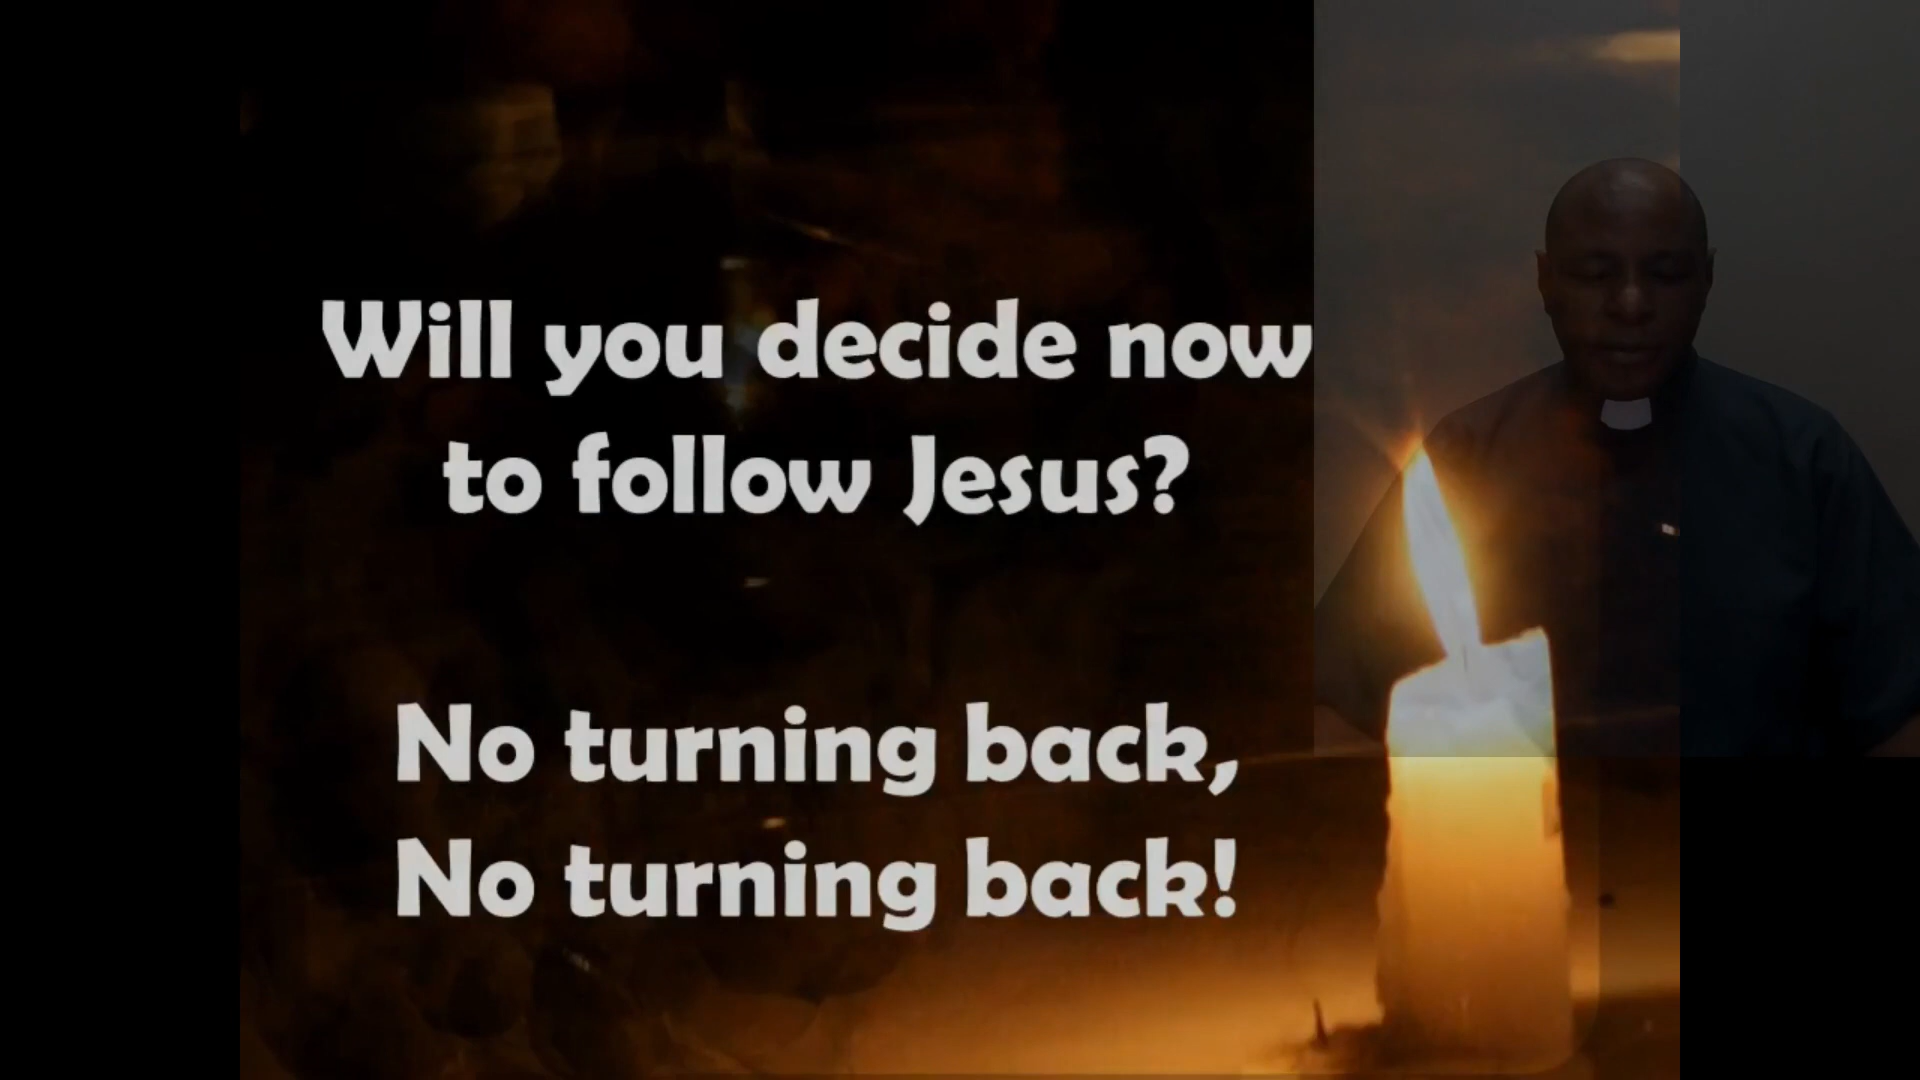 Will you decide now
to follow Jesus?
No turning back,
No turning back!